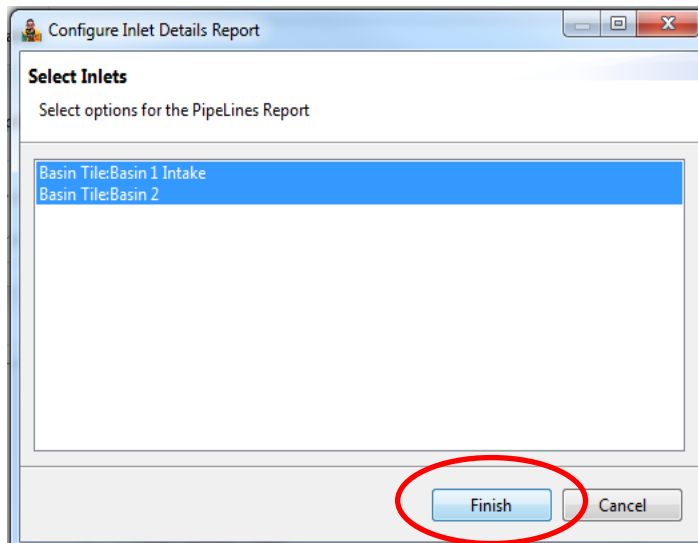 Configure Inlet Details Report
Select Inlets
Select options for the PipeLines Report
Basin Tile:Basin 1 Intake
Basin Tile:Basin 2
Finish
Cancel